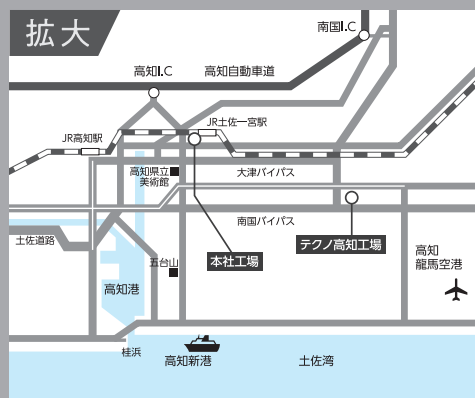 拡大
南国I.C
高知I.C
高知自動車道
JR土佐一宮駅
JR高知駅
高知県立
美術館
大津バイパス
南国バイパス
土佐道路
五台山
本社工場
テクノ高知工場
高知
龍馬空港
高知港
桂浜
高知新港
土佐湾